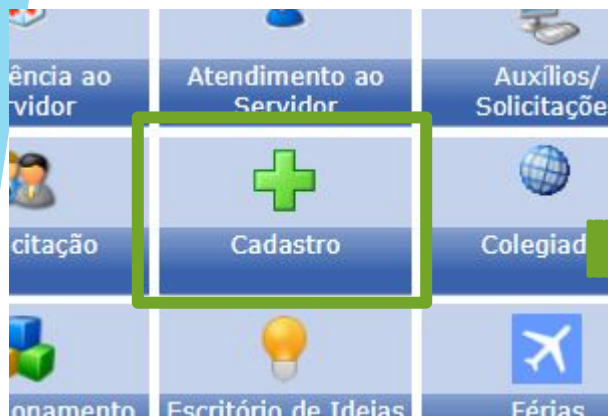 ência ao
Atendimento ao
Auxílios/
rvidor
Servidor
Solicitaçõe
citação
Cadastro
Colegiad
onamento
Escritório de Ideias
Férias